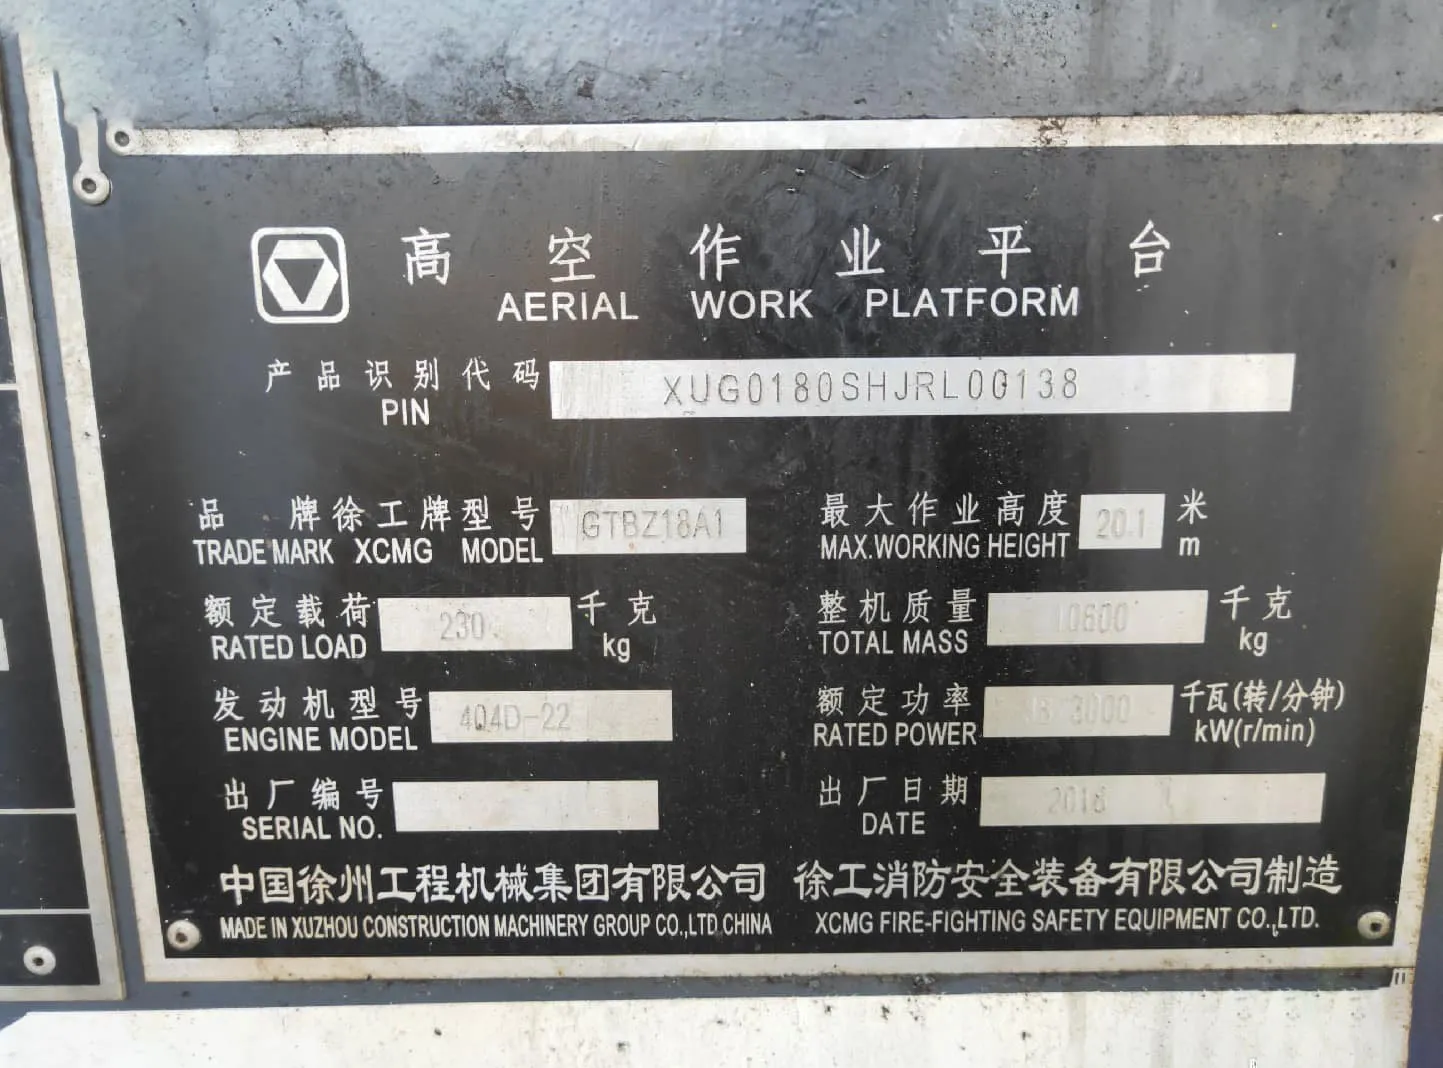 高空作业平台
AERIAL WORK PLATFORM
产品识别代码 XUG0180SHJRL00138
PIN
品牌徐工牌型号 GTBZ18A1 最大作业高度 20.1 米
TRADE MARK XCMG MODEL MAX.WORKING HEIGHT m
额定载荷 230 千克 整机质量 10600 千克
RATED LOAD kg TOTAL MASS kg
发动机型号 404D-22 额定功率 3000 千瓦(转/分钟)
ENGINE MODEL RATED POWER kW(r/min)
出厂编号 出厂日期
SERIAL NO. DATE
中国徐州工程机械集团有限公司 徐工消防安全装备有限公司制造
MADE IN XUZHOU CONSTRUCTION MACHINERY GROUP CO.,LTD.CHINA XCMG FIRE-FIGHTING SAFETY EQUIPMENT CO.,LTD.